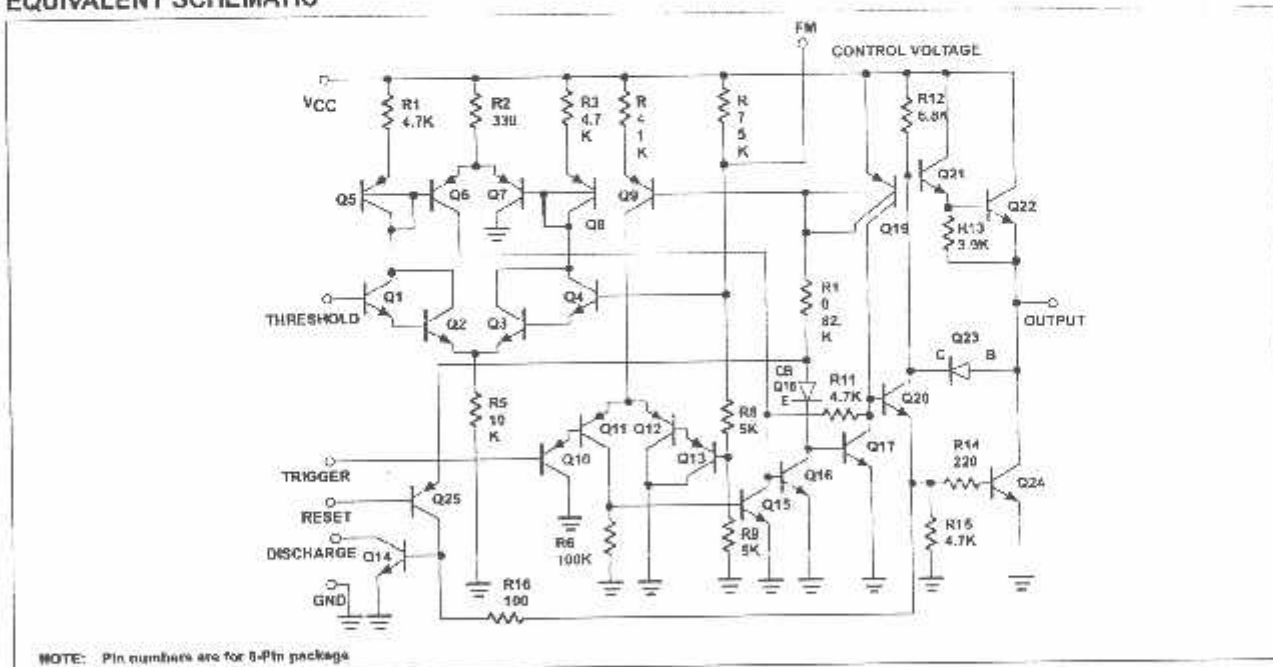 EQUIVALENT SCHEMATIC
FM
CONTROL VOLTAGE
VCC
R1
4.7K
R2
330
R3
4.7
K
R
4
1
K
R
7
5
K
R12
6.8K
Q5
Q6
Q7
Q8
Q9
Q19
Q21
Q22
R13
3.9K
Q1
Q2
Q3
Q4
THRESHOLD
R1
0
82.
K
OUTPUT
Q23
C
B
CB
Q18
E
R11
4.7K
Q20
R5
10
K
Q11
Q12
R8
5K
Q10
Q13
Q17
R14
220
TRIGGER
Q16
Q24
Q25
Q15
RESET
R15
4.7K
R6
100K
R9
5K
DISCHARGE
Q14
GND
R16
100
NOTE: Pin numbers are for 8-Pin package